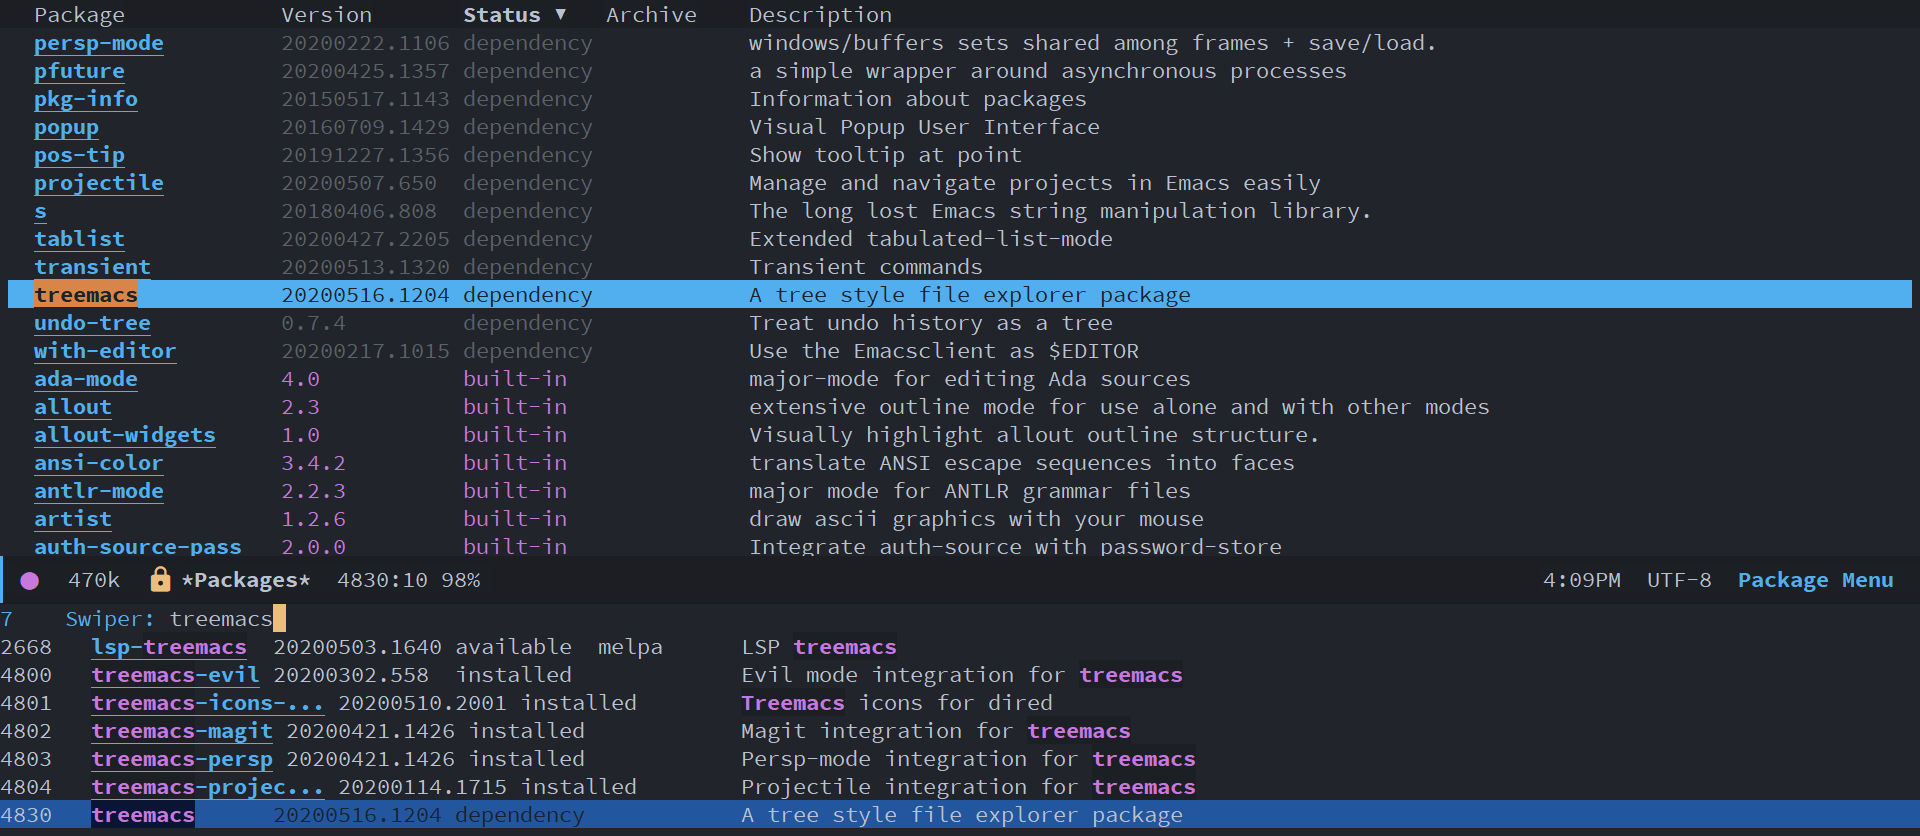 Package Version Status ▼ Archive Description
persp-mode 20200222.1106 dependency windows/buffers sets shared among frames + save/load.
pfuture 20200425.1357 dependency a simple wrapper around asynchronous processes
pkg-info 20150517.1143 dependency Information about packages
popup 20160709.1429 dependency Visual Popup User Interface
pos-tip 20191227.1356 dependency Show tooltip at point
projectile 20200507.650 dependency Manage and navigate projects in Emacs easily
s 20180406.808 dependency The long lost Emacs string manipulation library.
tablist 20200427.2205 dependency Extended tabulated-list-mode
transient 20200513.1320 dependency Transient commands
treemacs 20200516.1204 dependency A tree style file explorer package
undo-tree 0.7.4 dependency Treat undo history as a tree
with-editor 20200217.1015 dependency Use the Emacsclient as $EDITOR
ada-mode 4.0 built-in major-mode for editing Ada sources
allout 2.3 built-in extensive outline mode for use alone and with other modes
allout-widgets 1.0 built-in Visually highlight allout outline structure.
ansi-color 3.4.2 built-in translate ANSI escape sequences into faces
antlr-mode 2.2.3 built-in major mode for ANTLR grammar files
artist 1.2.6 built-in draw ascii graphics with your mouse
auth-source-pass 2.0.0 built-in Integrate auth-source with password-store
470k *Packages* 4830:10 98% 4:09PM UTF-8 Package Menu
7 Swiper: treemacs
2668 lsp-treemacs 20200503.1640 available melpa LSP treemacs
4800 treemacs-evil 20200302.558 installed Evil mode integration for treemacs
4801 treemacs-icons-... 20200510.2001 installed Treemacs icons for dired
4802 treemacs-magit 20200421.1426 installed Magit integration for treemacs
4803 treemacs-persp 20200421.1426 installed Persp-mode integration for treemacs
4804 treemacs-projec... 20200114.1715 installed Projectile integration for treemacs
4830 treemacs 20200516.1204 dependency A tree style file explorer package